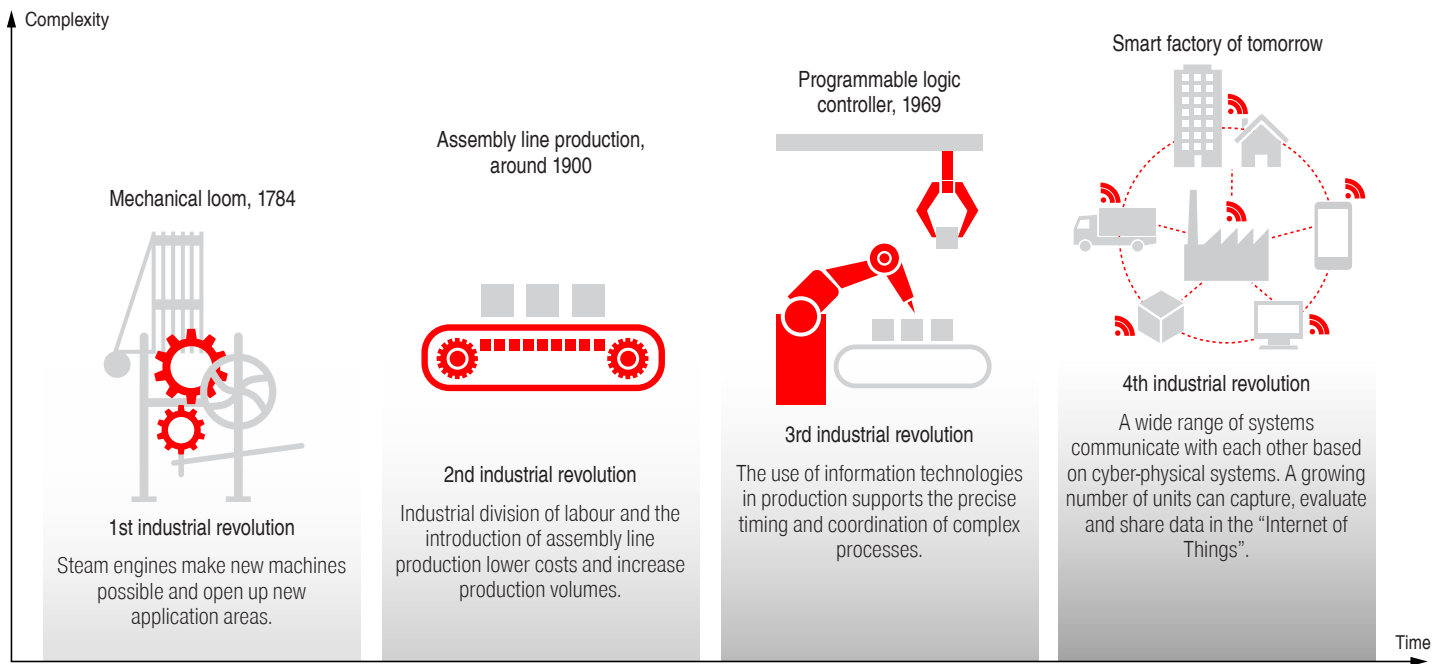 Complexity
Mechanical loom, 1784
1st industrial revolution
Steam engines make new machines
possible and open up new
application areas.
Assembly line production,
around 1900
2nd industrial revolution
Industrial division of labour and the
introduction of assembly line
production lower costs and increase
production volumes.
Programmable logic
controller, 1969
3rd industrial revolution
The use of information technologies
in production supports the precise
timing and coordination of complex
processes.
Smart factory of tomorrow
4th industrial revolution
A wide range of systems
communicate with each other based
on cyber-physical systems. A growing
number of units can capture, evaluate
and share data in the “Internet of
Things”.
Time